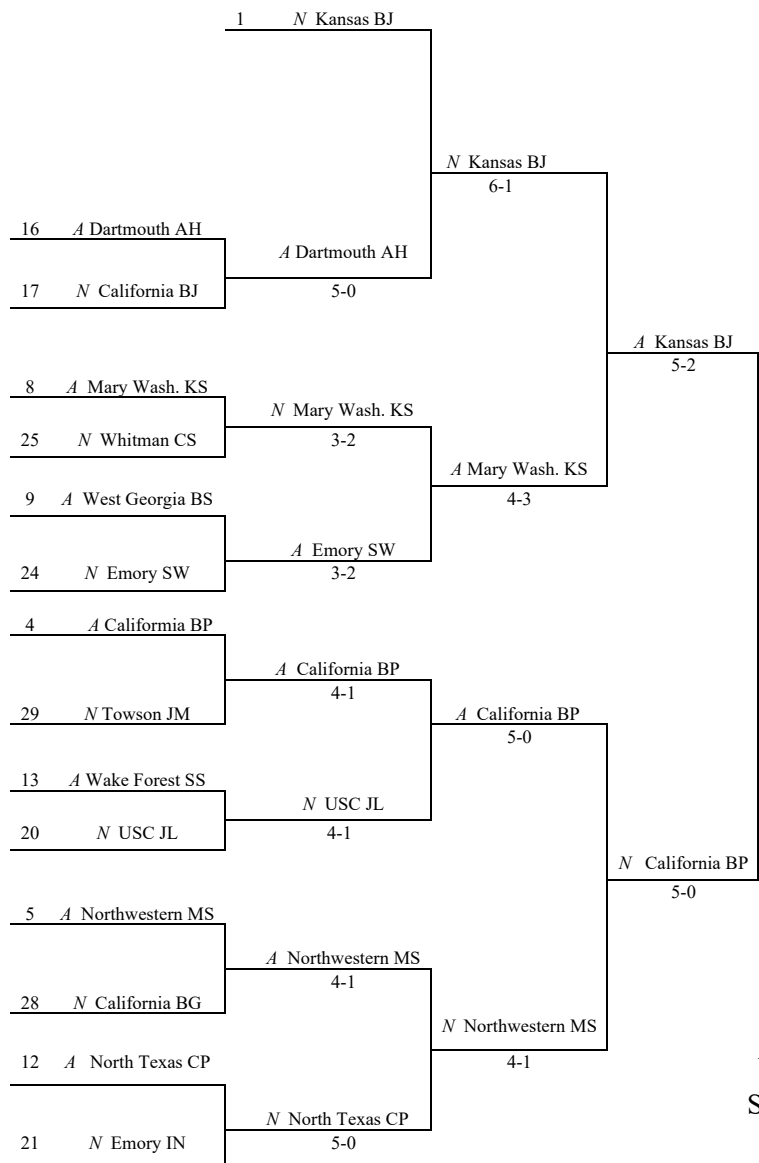 1 N Kansas BJ
N Kansas BJ
6-1
16 A Dartmouth AH
A Dartmouth AH
17 N California BJ
5-0
A Kansas BJ
5-2
8 A Mary Wash. KS
N Mary Wash. KS
25 N Whitman CS
3-2
A Mary Wash. KS
4-3
9 A West Georgia BS
A Emory SW
24 N Emory SW
3-2
4 A Califormia BP
A California BP
4-1
29 N Towson JM
A California BP
5-0
13 A Wake Forest SS
N USC JL
20 N USC JL
4-1
N California BP
5-0
5 A Northwestern MS
A Northwestern MS
4-1
28 N California BG
N Northwestern MS
4-1
12 A North Texas CP
S
N North Texas CP
21 N Emory IN
5-0